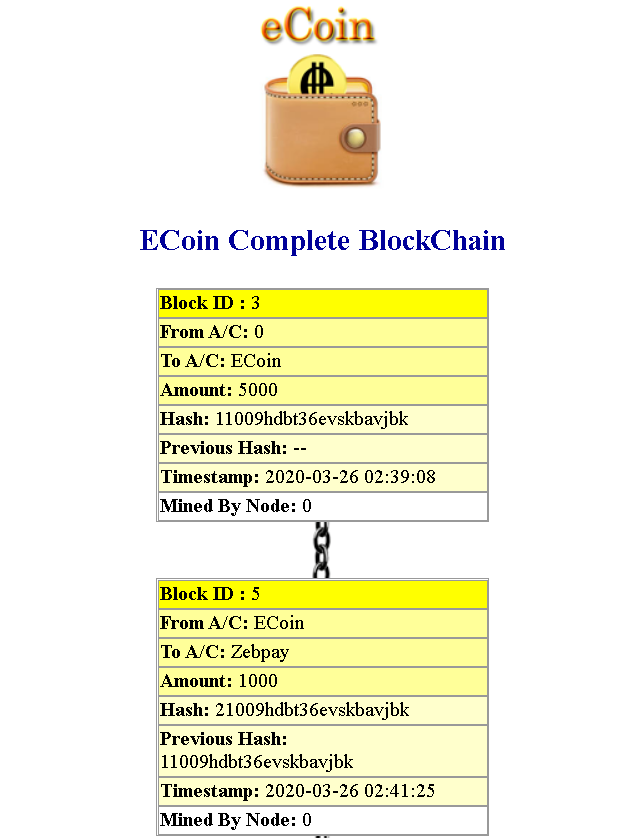 eCoin
ECoin Complete BlockChain
Block ID : 3
From A/C: 0
To A/C: ECoin
Amount: 5000
Hash: 11009hdbt36evskbavjbk
Previous Hash: --
Timestamp: 2020-03-26 02:39:08
Mined By Node: 0
Block ID : 5
From A/C: ECoin
To A/C: Zebpay
Amount: 1000
Hash: 21009hdbt36evskbavjbk
Previous Hash:
11009hdbt36evskbavjbk
Timestamp: 2020-03-26 02:41:25
Mined By Node: 0